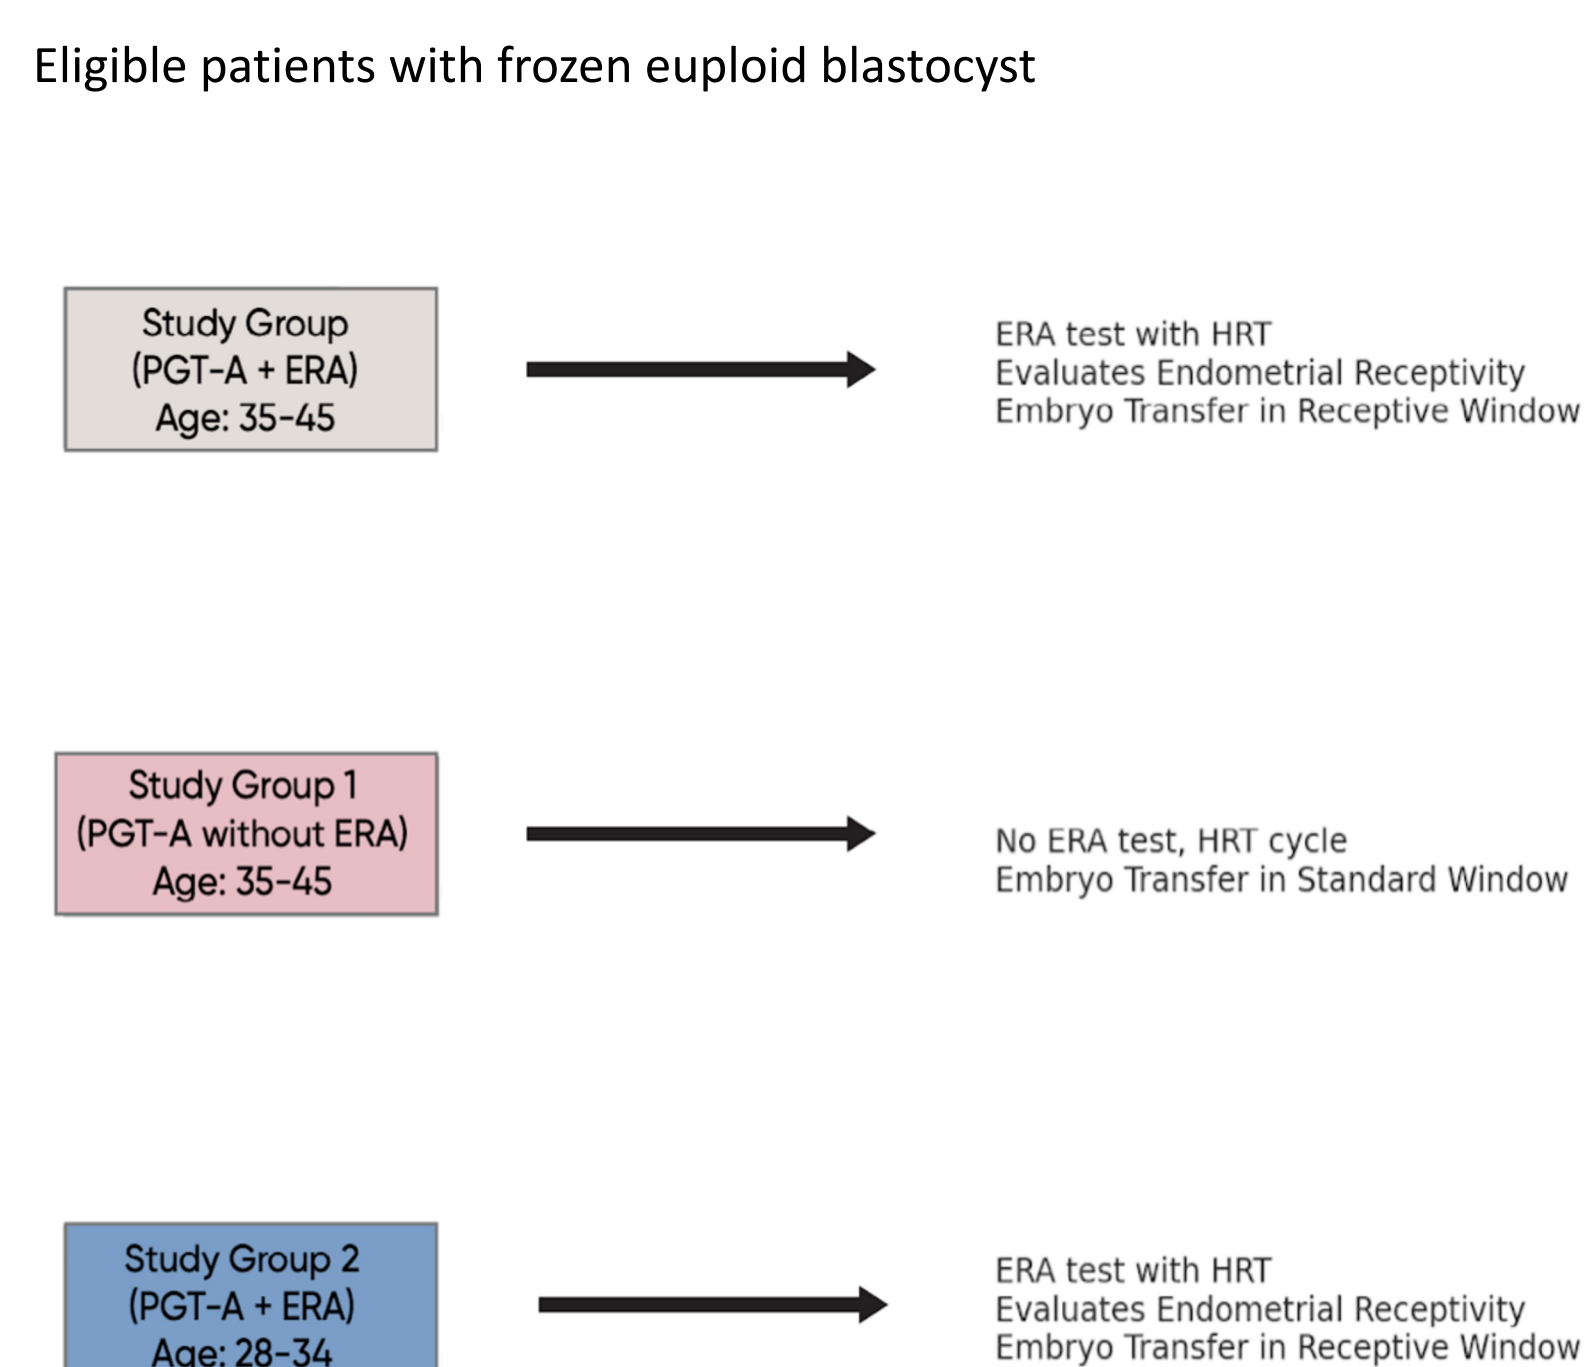 Eligible patients with frozen euploid blastocyst
Study Group
(PGT-A + ERA)
Age: 35-45
ERA test with HRT
Evaluates Endometrial Receptivity
Embryo Transfer in Receptive Window
Study Group 1
(PGT-A without ERA)
Age: 35-45
No ERA test, HRT cycle
Embryo Transfer in Standard Window
Study Group 2
(PGT-A + ERA)
Age: 28-34
ERA test with HRT
Evaluates Endometrial Receptivity
Embryo Transfer in Receptive Window